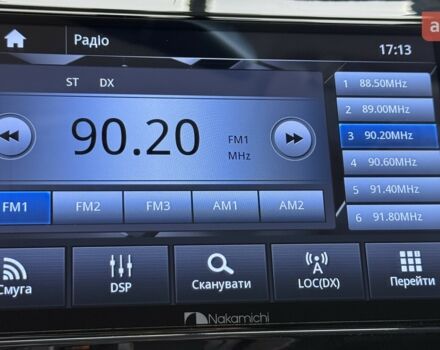 Радіо
17:13
ST DX
90.20
FM1
MHz
1 88.50MHz
2 89.00MHz
3 90.20MHz
4 90.60MHz
5 91.40MHz
6 91.80MHz
FM1 FM2 FM3 AM1 AM2
Смуга DSP Сканувати LOC(DX) Перейти
Nakamichi